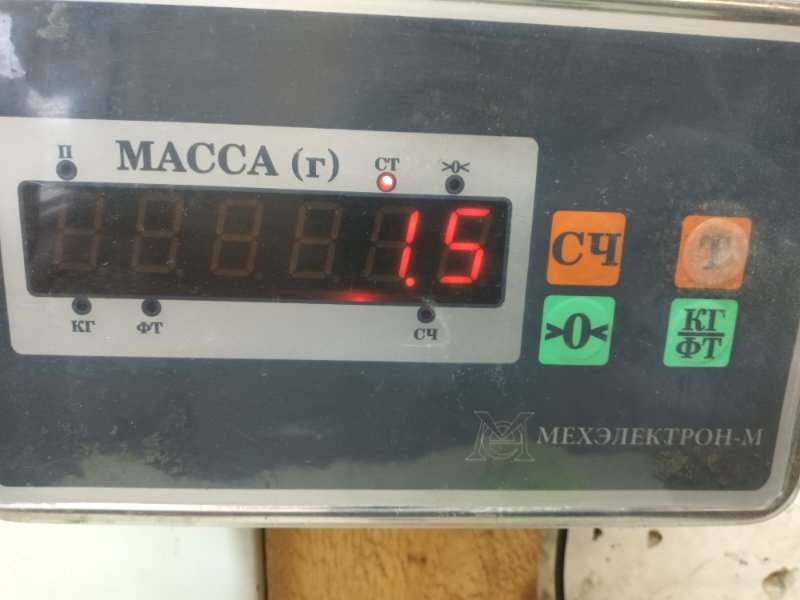 П МАССА (г) СТ >0<
1.5
КГ ФТ СЧ
СЧ Т
>0< КГ
ФТ
МЕХЭЛЕКТРОН-М